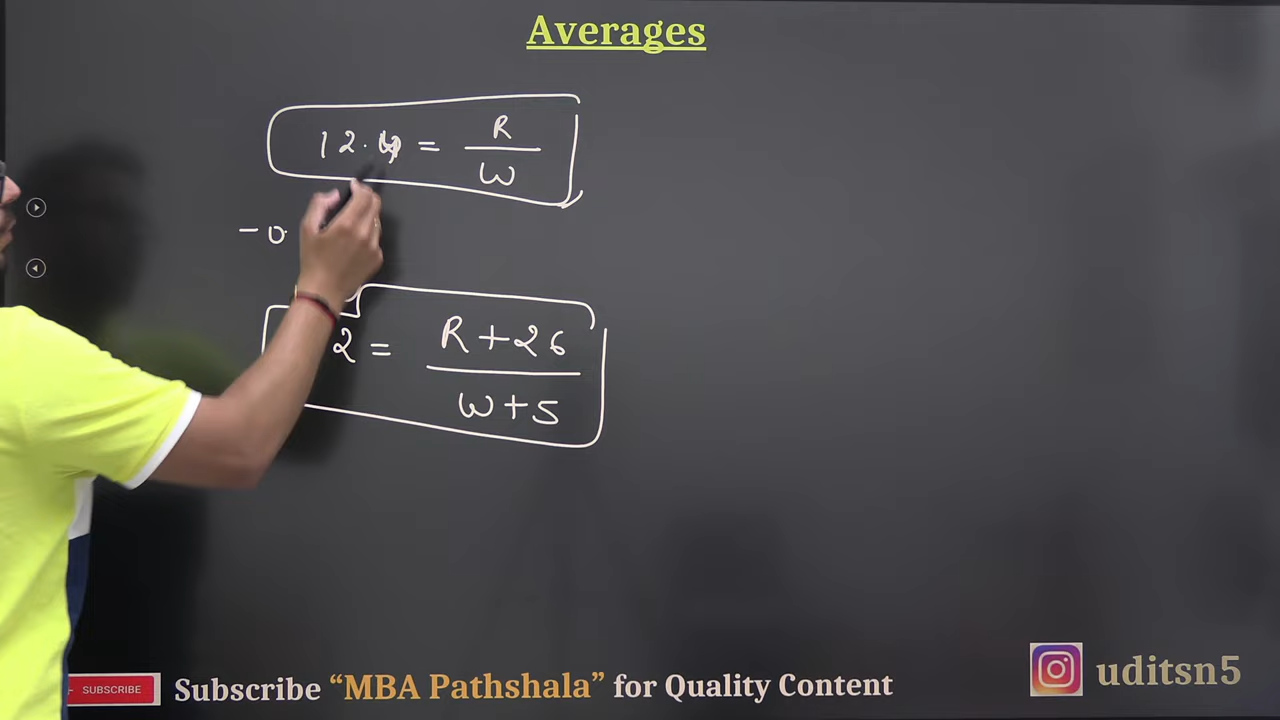 Averages
12.4 = R
W
-0.
2 = R+26
W+5
SUBSCRIBE
Subscribe “MBA Pathshala” for Quality Content
uditsn5